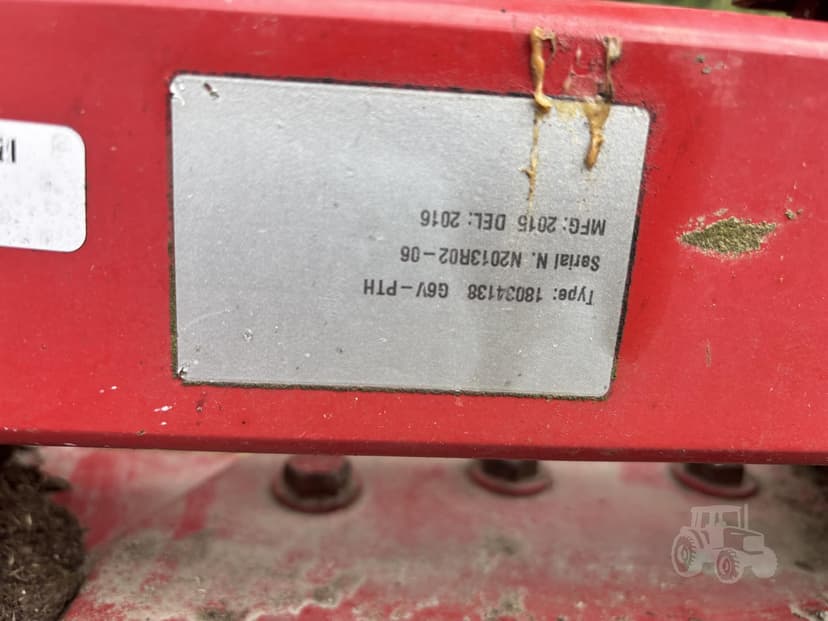 Type: 18034138 G6V-PTH
Serial N. N2013R02-06
MFG: 2015 DEL: 2016